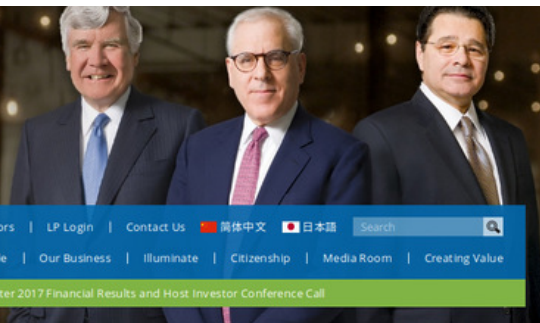 ors | LP Login | Contact Us 简体中文 日本語 Search
e | Our Business | Illuminate | Citizenship | Media Room | Creating Value
ter 2017 Financial Results and Host Investor Conference Call